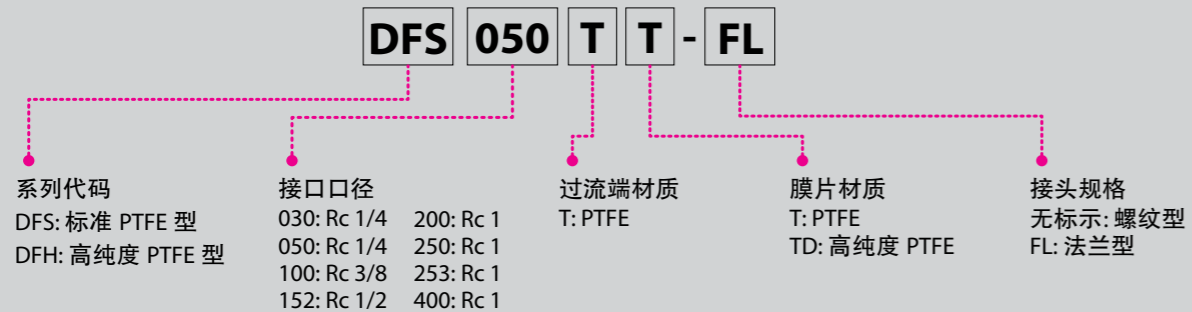 DFS 050 T T - FL
系列代码
DFS: 标准 PTFE 型
DFH: 高纯度 PTFE 型
接口口径
030: Rc 1/4 200: Rc 1
050: Rc 1/4 250: Rc 1
100: Rc 3/8 253: Rc 1
152: Rc 1/2 400: Rc 1
过流端材质
T: PTFE
膜片材质
T: PTFE
TD: 高纯度 PTFE
接头规格
无标示: 螺纹型
FL: 法兰型